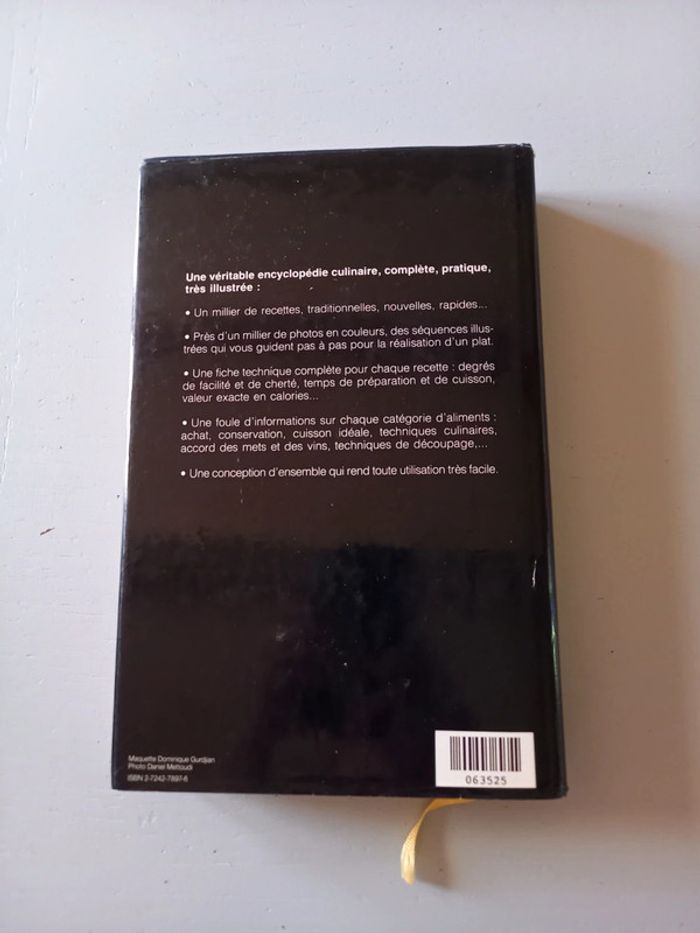 Une véritable encyclopédie culinaire, complète, pratique,
très illustrée :
• Un millier de recettes, traditionnelles, nouvelles, rapides...
• Près d'un millier de photos en couleurs, des séquences illus-
trées qui vous guident pas à pas pour la réalisation d'un plat.
• Une fiche technique complète pour chaque recette : degrés
de facilité et de cherté, temps de préparation et de cuisson,
valeur exacte en calories...
• Une foule d'informations sur chaque catégorie d'aliments :
achat, conservation, cuisson idéale, techniques culinaires,
accord des mets et des vins, techniques de découpage,...
• Une conception d'ensemble qui rend toute utilisation très facile.
Maquette Dominique Gurdjian
Photo Daniel Mettoudi
ISBN 2-7242-7897-6
063525